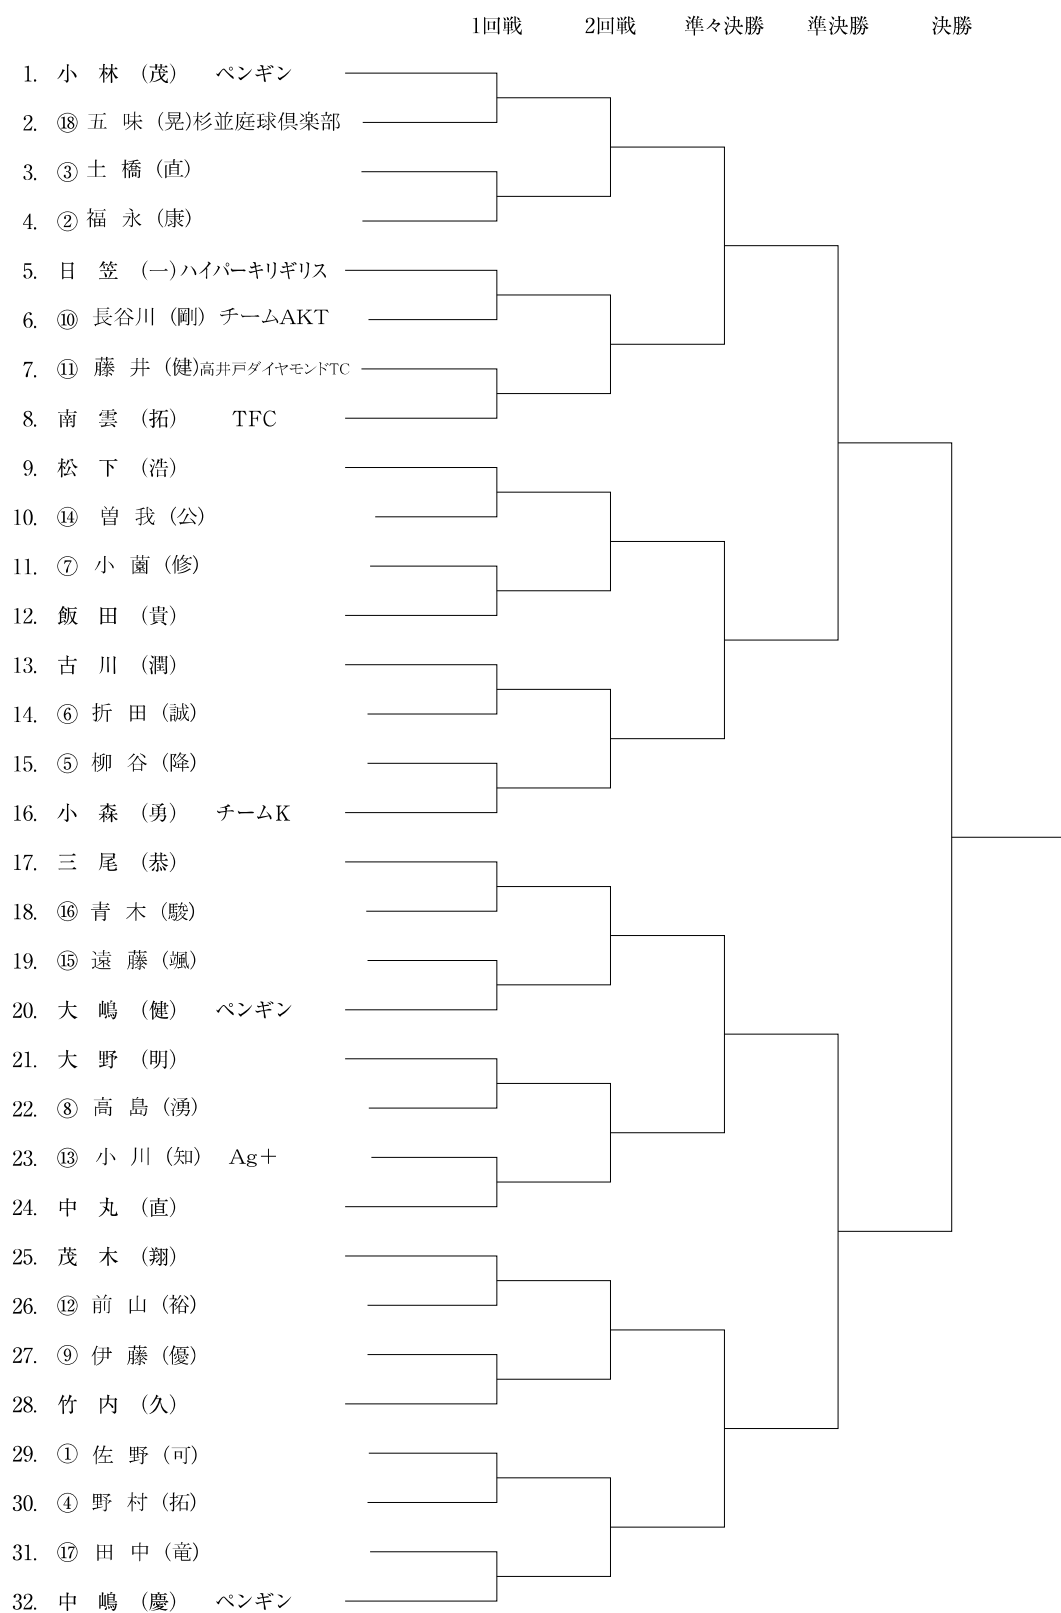 1回戦 2回戦 準々決勝 準決勝 決勝
1. 小 林 (茂) ペンギン
2. ⑱ 五 味 (晃)杉並庭球倶楽部
3. ③ 土 橋 (直)
4. ② 福 永 (康)
5. 日 笠 (一)ハイパーキリギリス
6. ⑩ 長谷川 (剛) チームAKT
7. ⑪ 藤 井 (健)高井戸ダイヤモンドTC
8. 南 雲 (拓) TFC
9. 松 下 (浩)
10. ⑭ 曽 我 (公)
11. ⑦ 小 薗 (修)
12. 飯 田 (貴)
13. 古 川 (潤)
14. ⑥ 折 田 (誠)
15. ⑤ 柳 谷 (降)
16. 小 森 (勇) チームK
17. 三 尾 (恭)
18. ⑯ 青 木 (駿)
19. ⑮ 遠 藤 (颯)
20. 大 嶋 (健) ペンギン
21. 大 野 (明)
22. ⑧ 高 島 (湧)
23. ⑬ 小 川 (知) Ag＋
24. 中 丸 (直)
25. 茂 木 (翔)
26. ⑫ 前 山 (裕)
27. ⑨ 伊 藤 (優)
28. 竹 内 (久)
29. ① 佐 野 (可)
30. ④ 野 村 (拓)
31. ⑰ 田 中 (竜)
32. 中 嶋 (慶) ペンギン